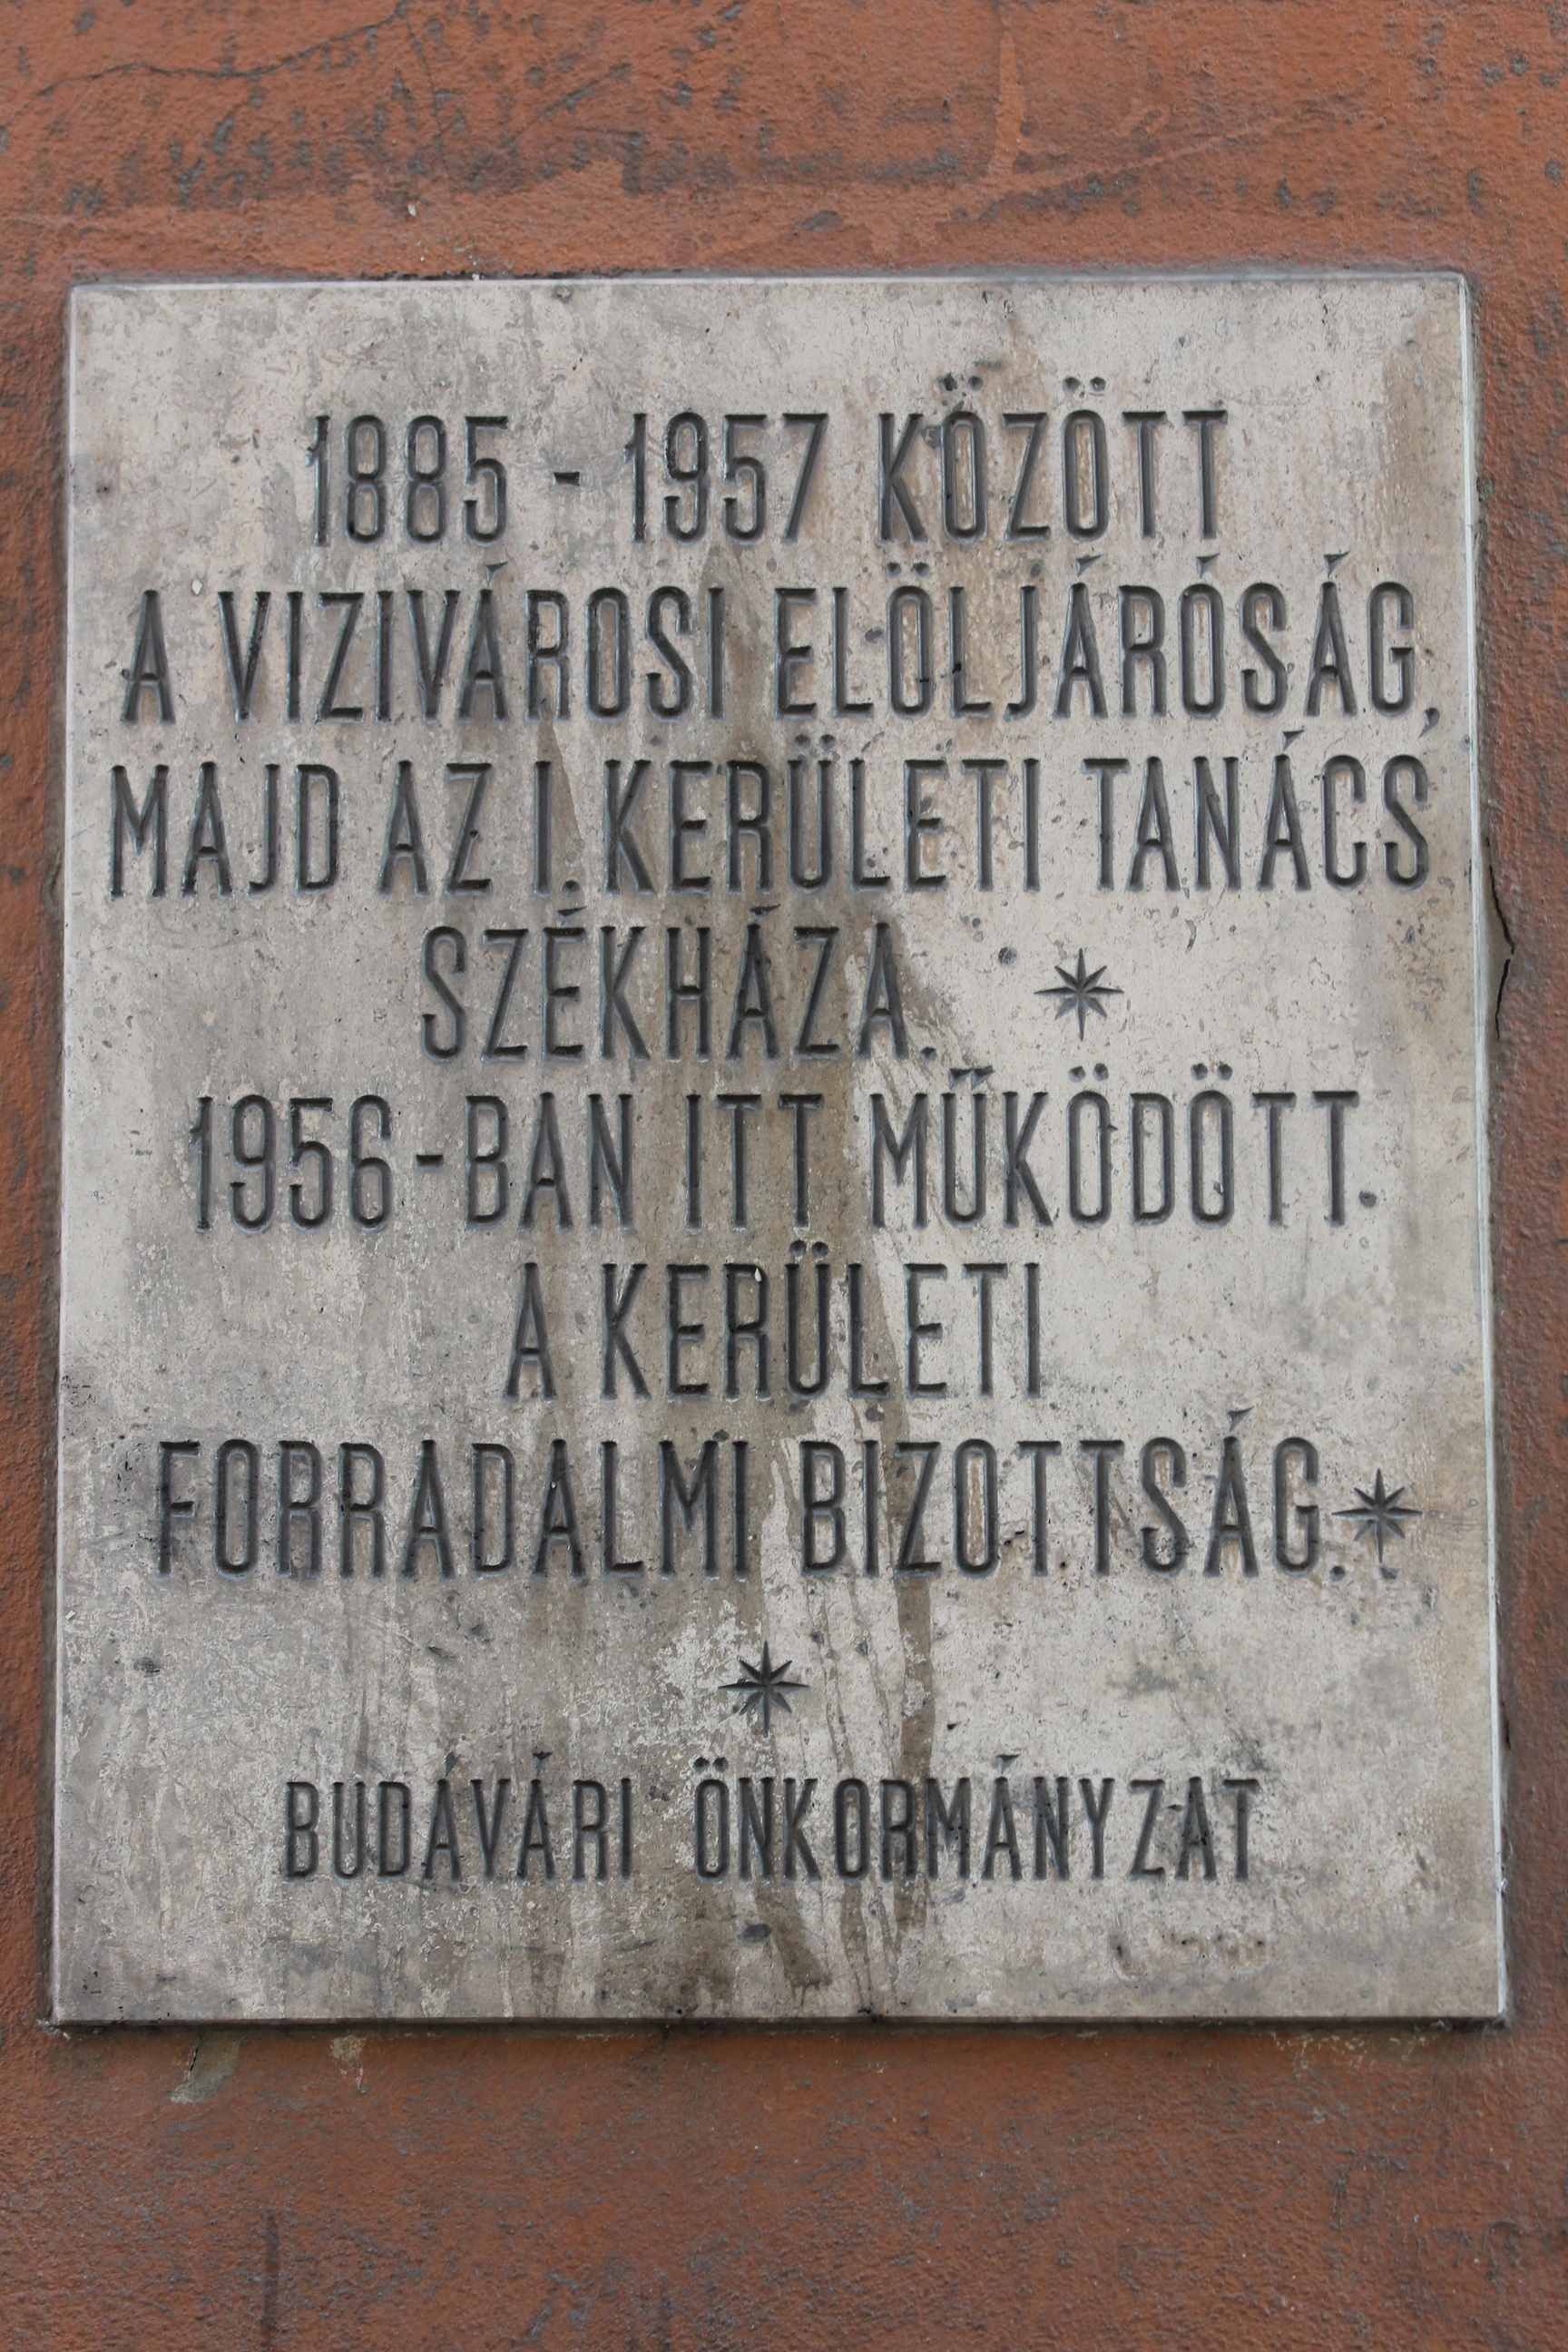 1885 - 1957 KÖZÖTT
A VIZIVÁROSI ELÖLJÁRÓSÁG,
MAJD AZ I. KERÜLETI TANÁCS
SZÉKHÁZA. *
1956-BAN ITT MŰKÖDÖTT
A KERÜLETI
FORRADALMI BIZOTTSÁG. *
*
BUDAVÁRI ÖNKORMÁNYZAT